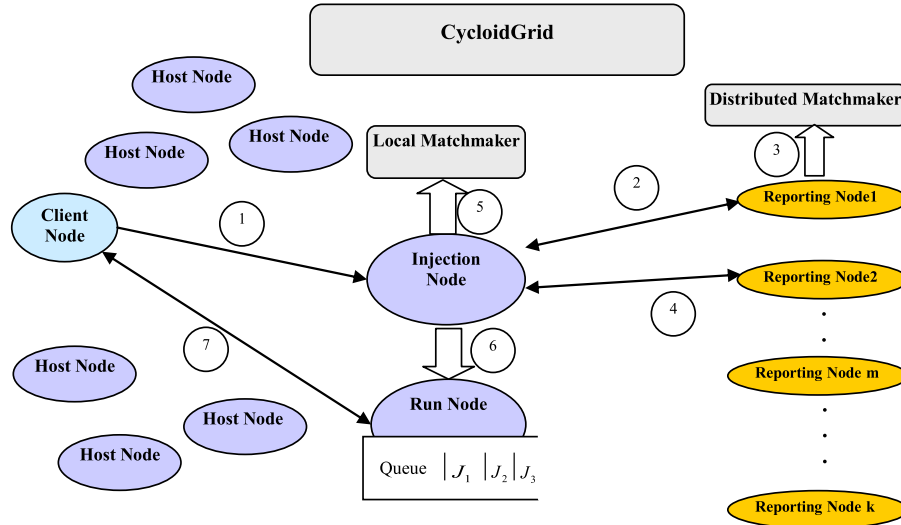 CycloidGrid
Host Node
Distributed Matchmaker
Host Node
Host Node
Local Matchmaker
3
2
Reporting Node1
Client
Node
1
5
Injection
Node
Reporting Node2
4
7
6
Host Node
Reporting Node m
Run Node
Host Node
Host Node
Queue | J1 | J2 | J3
Reporting Node k